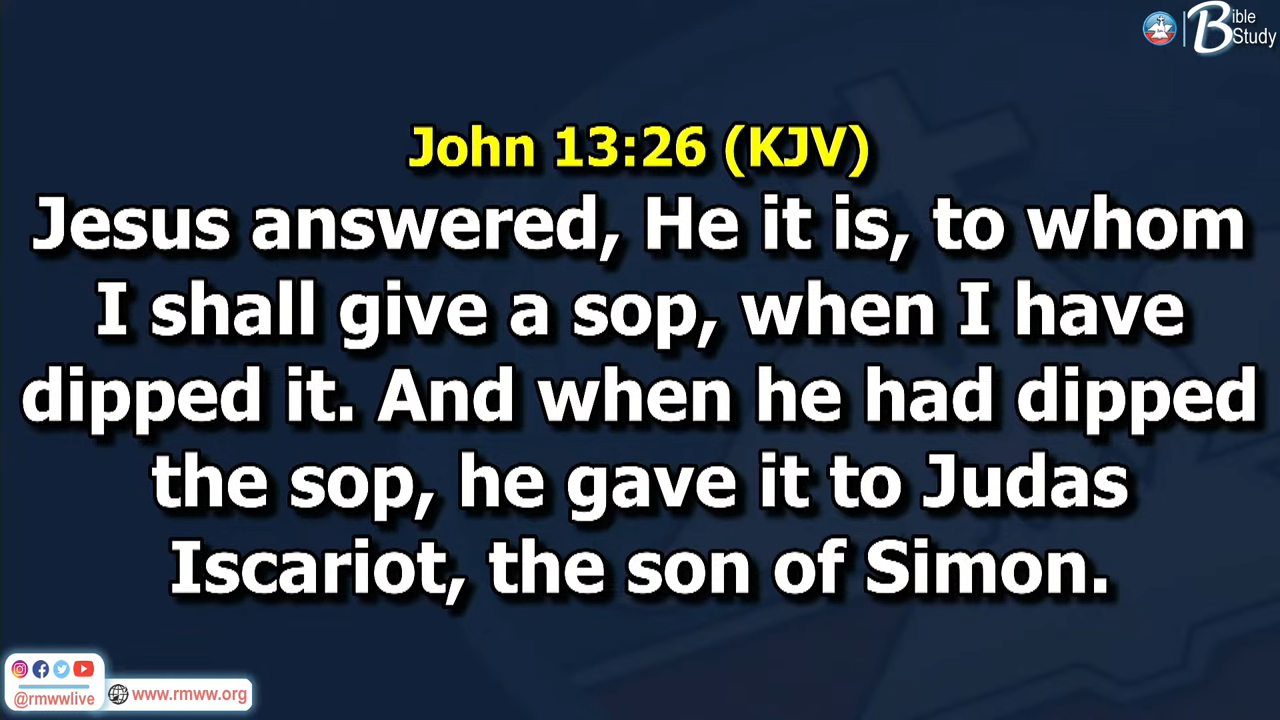 Bible
Study
John 13:26 (KJV)
Jesus answered, He it is, to whom
I shall give a sop, when I have
dipped it. And when he had dipped
the sop, he gave it to Judas
Iscariot, the son of Simon.
@rmwwlive
www.rmww.org